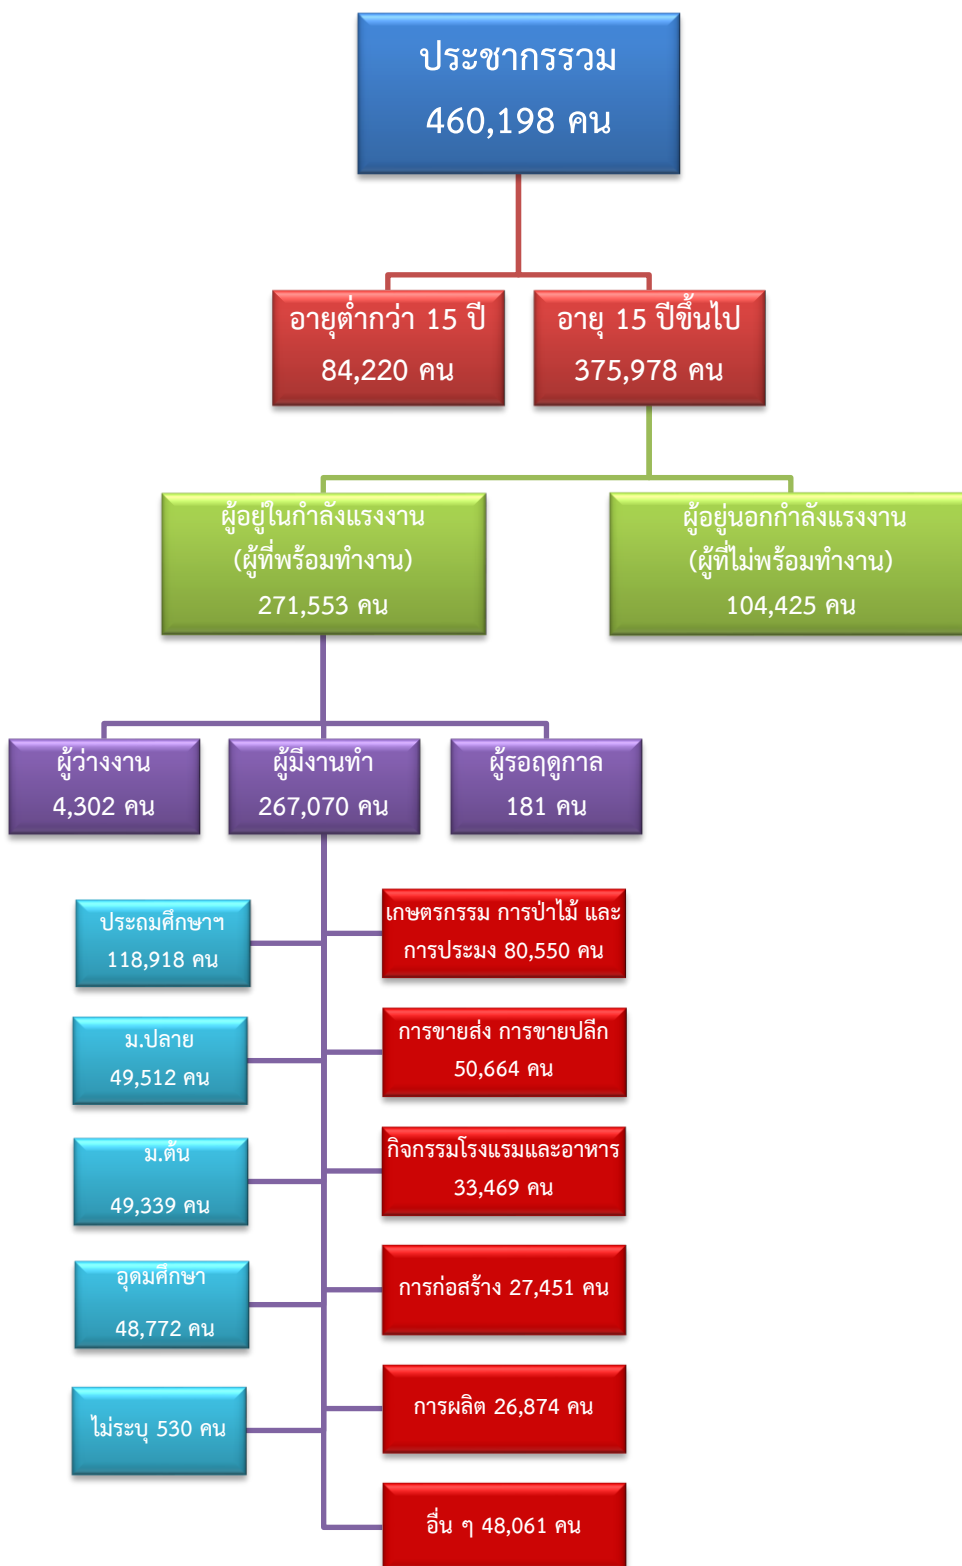 ประชากรรวม
460,198 คน
อายุต่ำกว่า 15 ปี
84,220 คน
อายุ 15 ปีขึ้นไป
375,978 คน
ผู้อยู่ในกำลังแรงงาน
(ผู้ที่พร้อมทำงาน)
271,553 คน
ผู้อยู่นอกกำลังแรงงาน
(ผู้ที่ไม่พร้อมทำงาน)
104,425 คน
ผู้ว่างงาน
4,302 คน
ผู้มีงานทำ
267,070 คน
ผู้รอฤดูกาล
181 คน
ประถมศึกษาฯ
118,918 คน
ม.ปลาย
49,512 คน
ม.ต้น
49,339 คน
อุดมศึกษา
48,772 คน
ไม่ระบุ 530 คน
เกษตรกรรม การป่าไม้ และ
การประมง 80,550 คน
การขายส่ง การขายปลีก
50,664 คน
กิจกรรมโรงแรมและอาหาร
33,469 คน
การก่อสร้าง 27,451 คน
การผลิต 26,874 คน
อื่น ๆ 48,061 คน